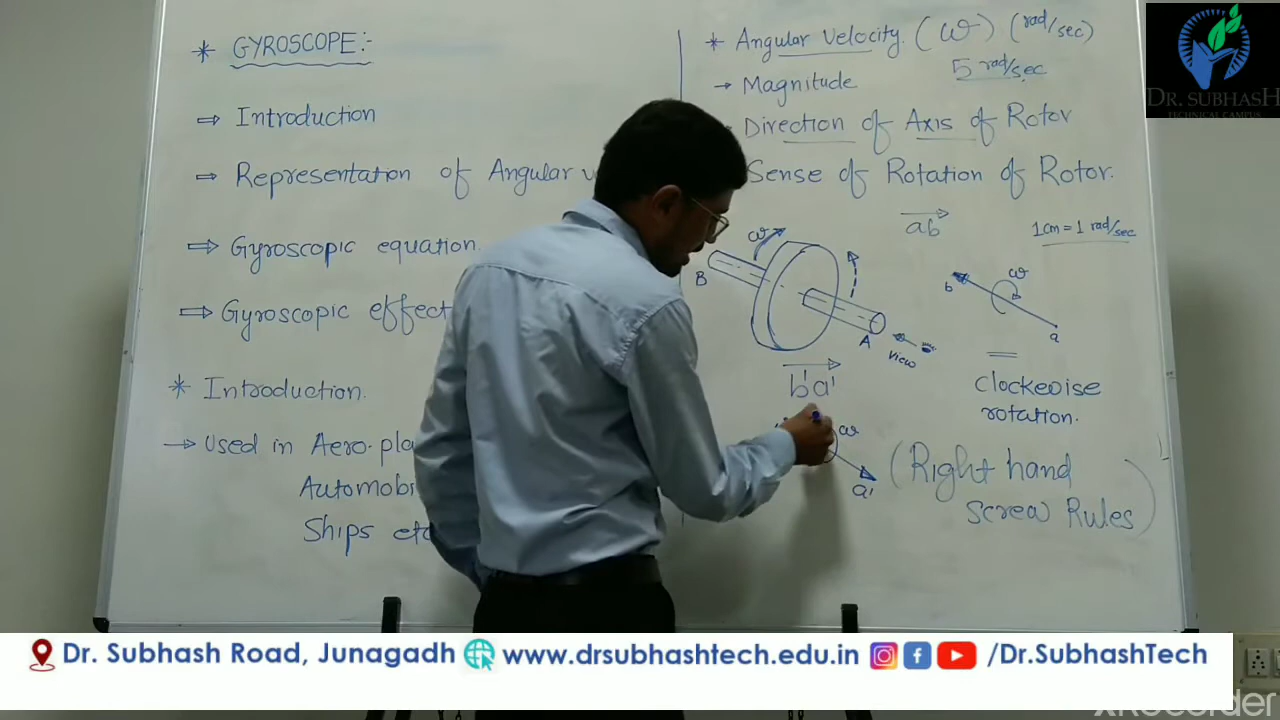 * GYROSCOPE:-
⇒ Introduction
⇒ Representation of Angular
⇒ Gyroscopic equation.
⇒ Gyroscopic effect
* Introduction.
→ Used in Aero-pla
Automobi
Ships etc
* Angular Velocity. (ω) (rad/sec)
→ Magnitude
5 rad/sec
Direction of Axis of Rotor
Sense of Rotation of Rotor.
ab
1cm = 1 rad/sec
ω
B
A
view
b
ω
a
b'a'
clockwise
rotation.
ω
a'
(Right hand
screw Rules)
DR. SUBHASH
TECHNICAL CAMPUS
Dr. Subhash Road, Junagadh
www.drsubhashtech.edu.in
/Dr.SubhashTech